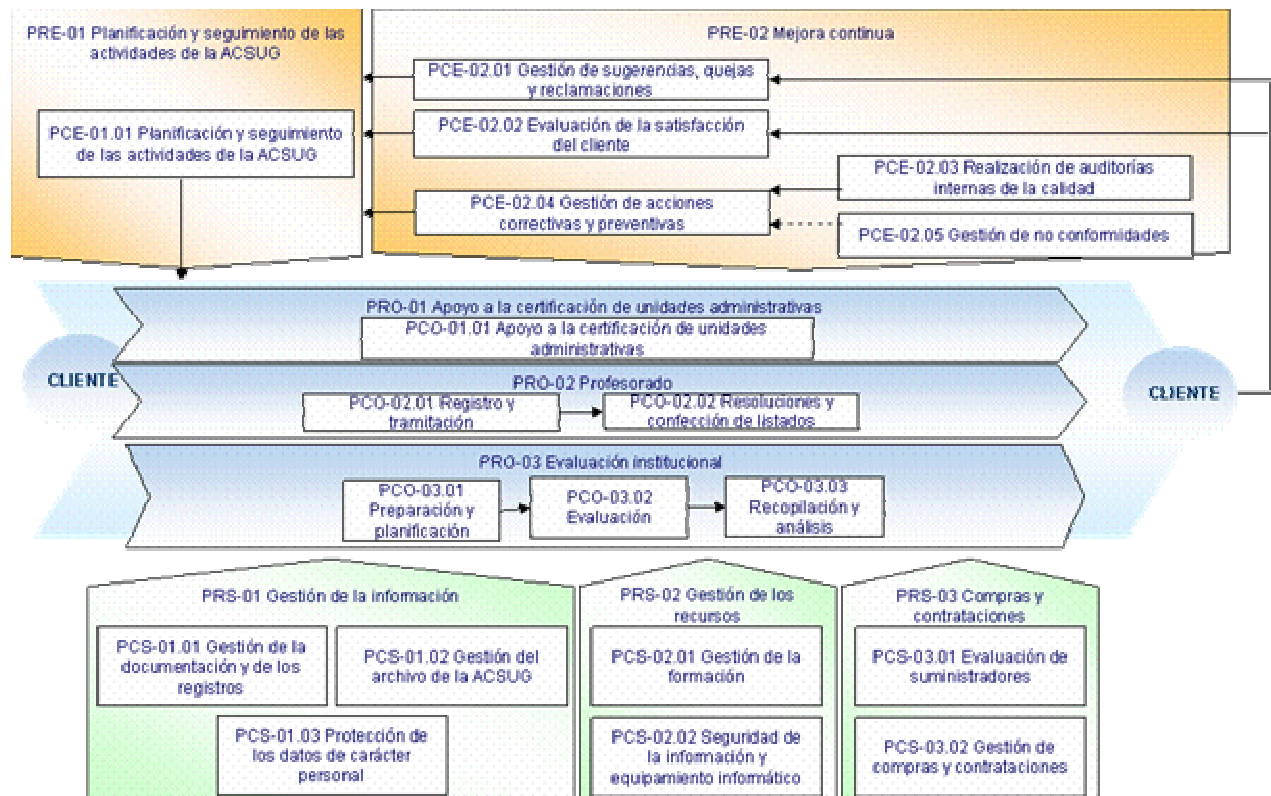 PRE-01 Planificación y seguimiento de las
actividades de la ACSUG
PCE-01.01 Planificación y seguimiento
de las actividades de la ACSUG
PRE-02 Mejora continua
PCE-02.01 Gestión de sugerencias, quejas
y reclamaciones
PCE-02.02 Evaluación de la satisfacción
del cliente
PCE-02.03 Realización de auditorías
internas de la calidad
PCE-02.04 Gestión de acciones
correctivas y preventivas
PCE-02.05 Gestión de no conformidades
CLIENTE
PRO-01 Apoyo a la certificación de unidades administrativas
PCO-01.01 Apoyo a la certificación de unidades
administrativas
PRO-02 Profesorado
PCO-02.01 Registro y
tramitación
PCO-02.02 Resoluciones y
confección de listados
PRO-03 Evaluación institucional
PCO-03.01
Preparación y
planificación
PCO-03.02
Evaluación
PCO-03.03
Recopilación y
análisis
CLIENTE
PRS-01 Gestión de la información
PCS-01.01 Gestión de la
documentación y de los
registros
PCS-01.02 Gestión del
archivo de la ACSUG
PCS-01.03 Protección de
los datos de carácter
personal
PRS-02 Gestión de los
recursos
PCS-02.01 Gestión de la
formación
PCS-02.02 Seguridad de
la información y
equipamiento informático
PRS-03 Compras y
contrataciones
PCS-03.01 Evaluación de
suministradores
PCS-03.02 Gestión de
compras y contrataciones